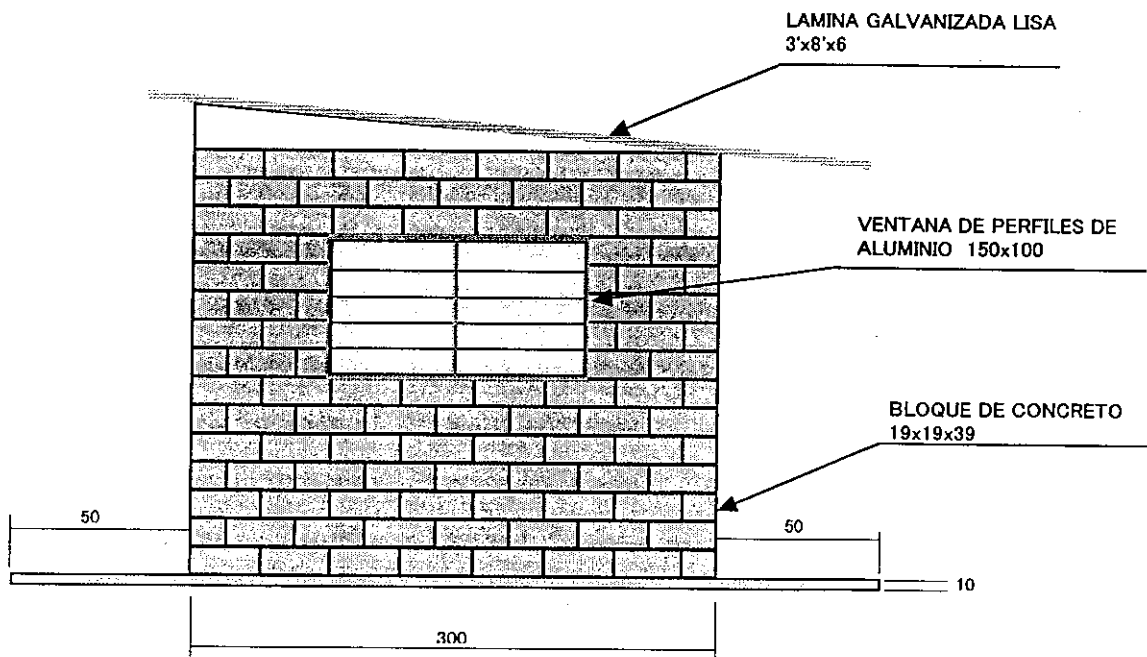 LAMINA GALVANIZADA LISA
3'x8'x6
VENTANA DE PERFILES DE
ALUMINIO 150x100
BLOQUE DE CONCRETO
19x19x39
50
50
10
300